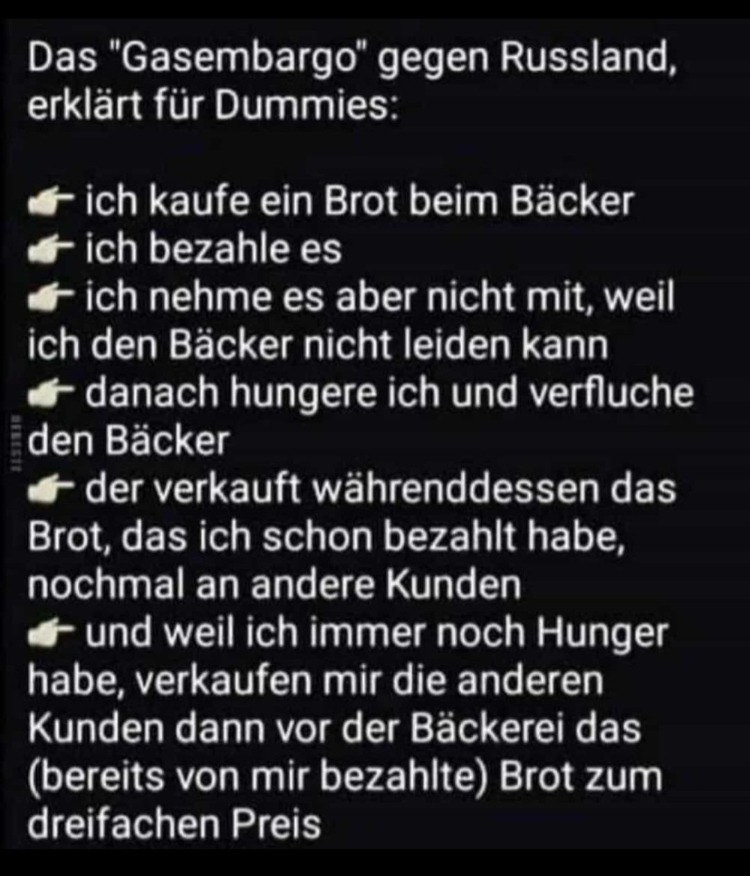 Das "Gasembargo" gegen Russland,
erklärt für Dummies:
ich kaufe ein Brot beim Bäcker
ich bezahle es
ich nehme es aber nicht mit, weil
ich den Bäcker nicht leiden kann
danach hungere ich und verfluche
den Bäcker
der verkauft währenddessen das
Brot, das ich schon bezahlt habe,
nochmal an andere Kunden
und weil ich immer noch Hunger
habe, verkaufen mir die anderen
Kunden dann vor der Bäckerei das
(bereits von mir bezahlte) Brot zum
dreifachen Preis